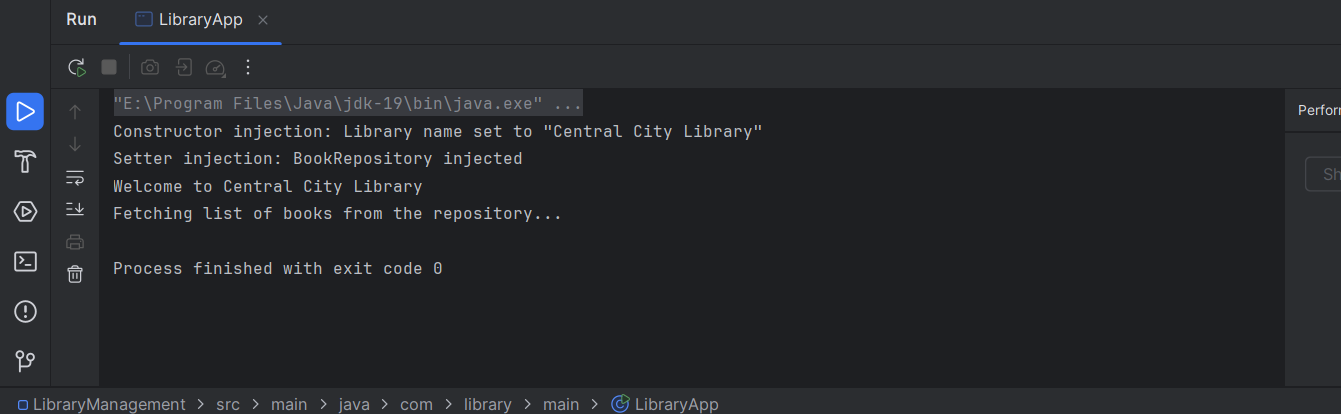 Run LibraryApp
Perform
"E:\Program Files\Java\jdk-19\bin\java.exe" ...
Constructor injection: Library name set to "Central City Library"
Setter injection: BookRepository injected
Welcome to Central City Library
Sh
Fetching list of books from the repository...
Process finished with exit code 0
LibraryManagement > src > main > java > com > library > main > LibraryApp